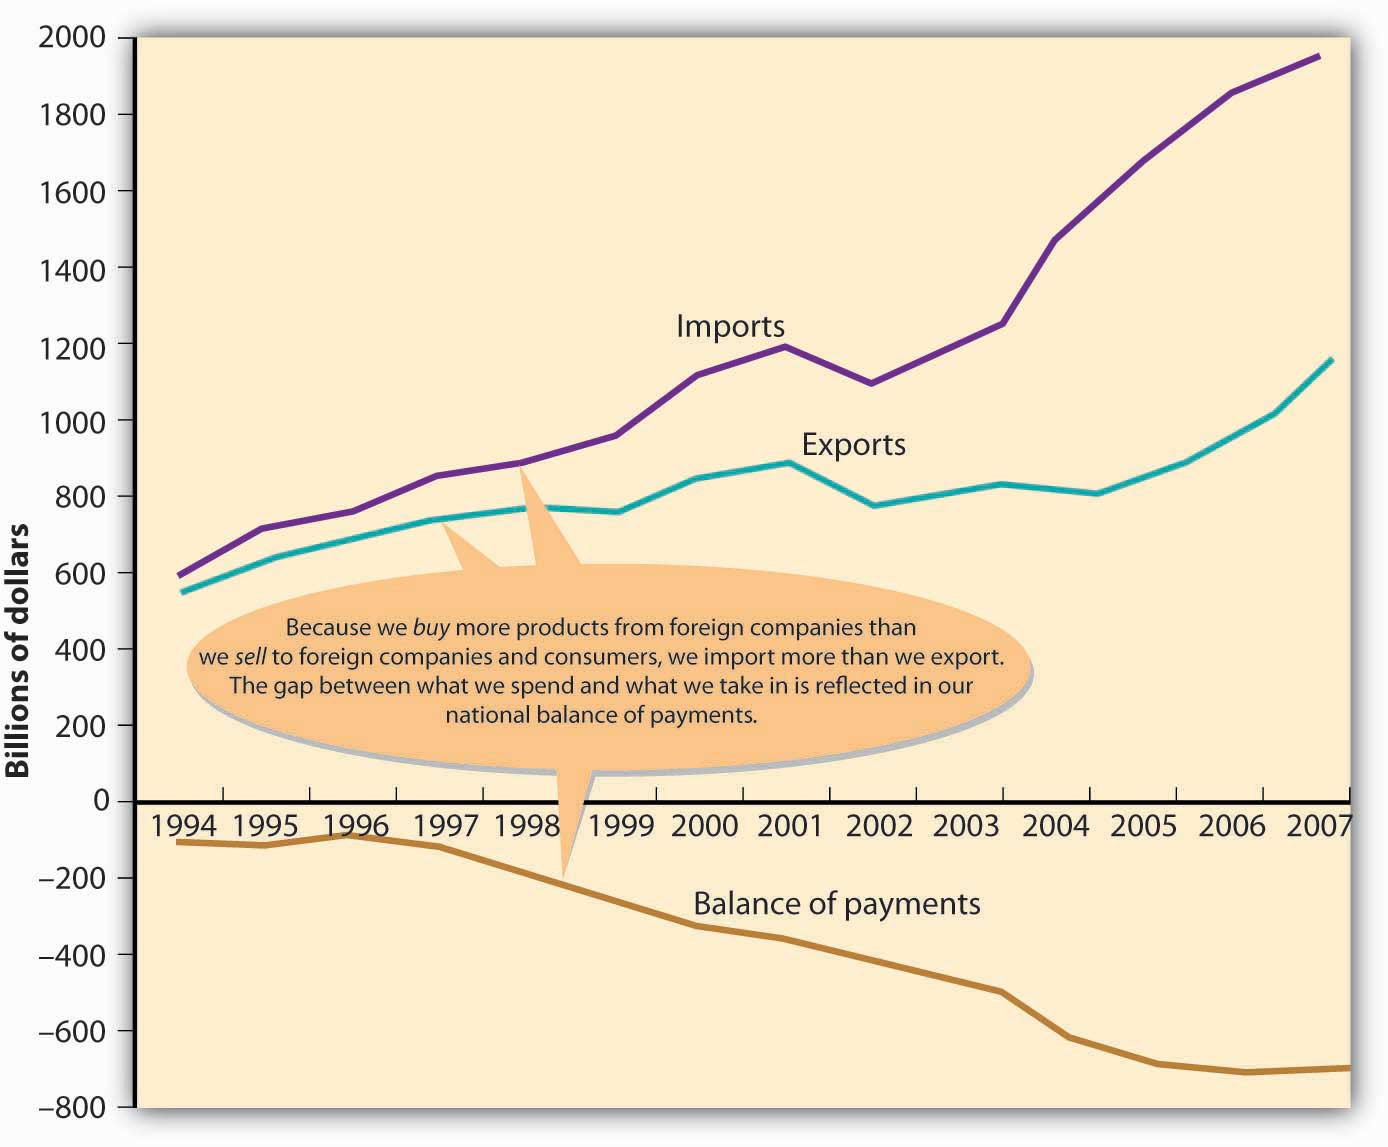 2000
1800
1600
1400
1200
1000
800
600
400
200
0
–200
–400
–600
–800
Billions of dollars
Imports
Exports
Because we buy more products from foreign companies than
we sell to foreign companies and consumers, we import more than we export.
The gap between what we spend and what we take in is reflected in our
national balance of payments.
1994 1995 1996 1997 1998 1999 2000 2001 2002 2003 2004 2005 2006 2007
Balance of payments